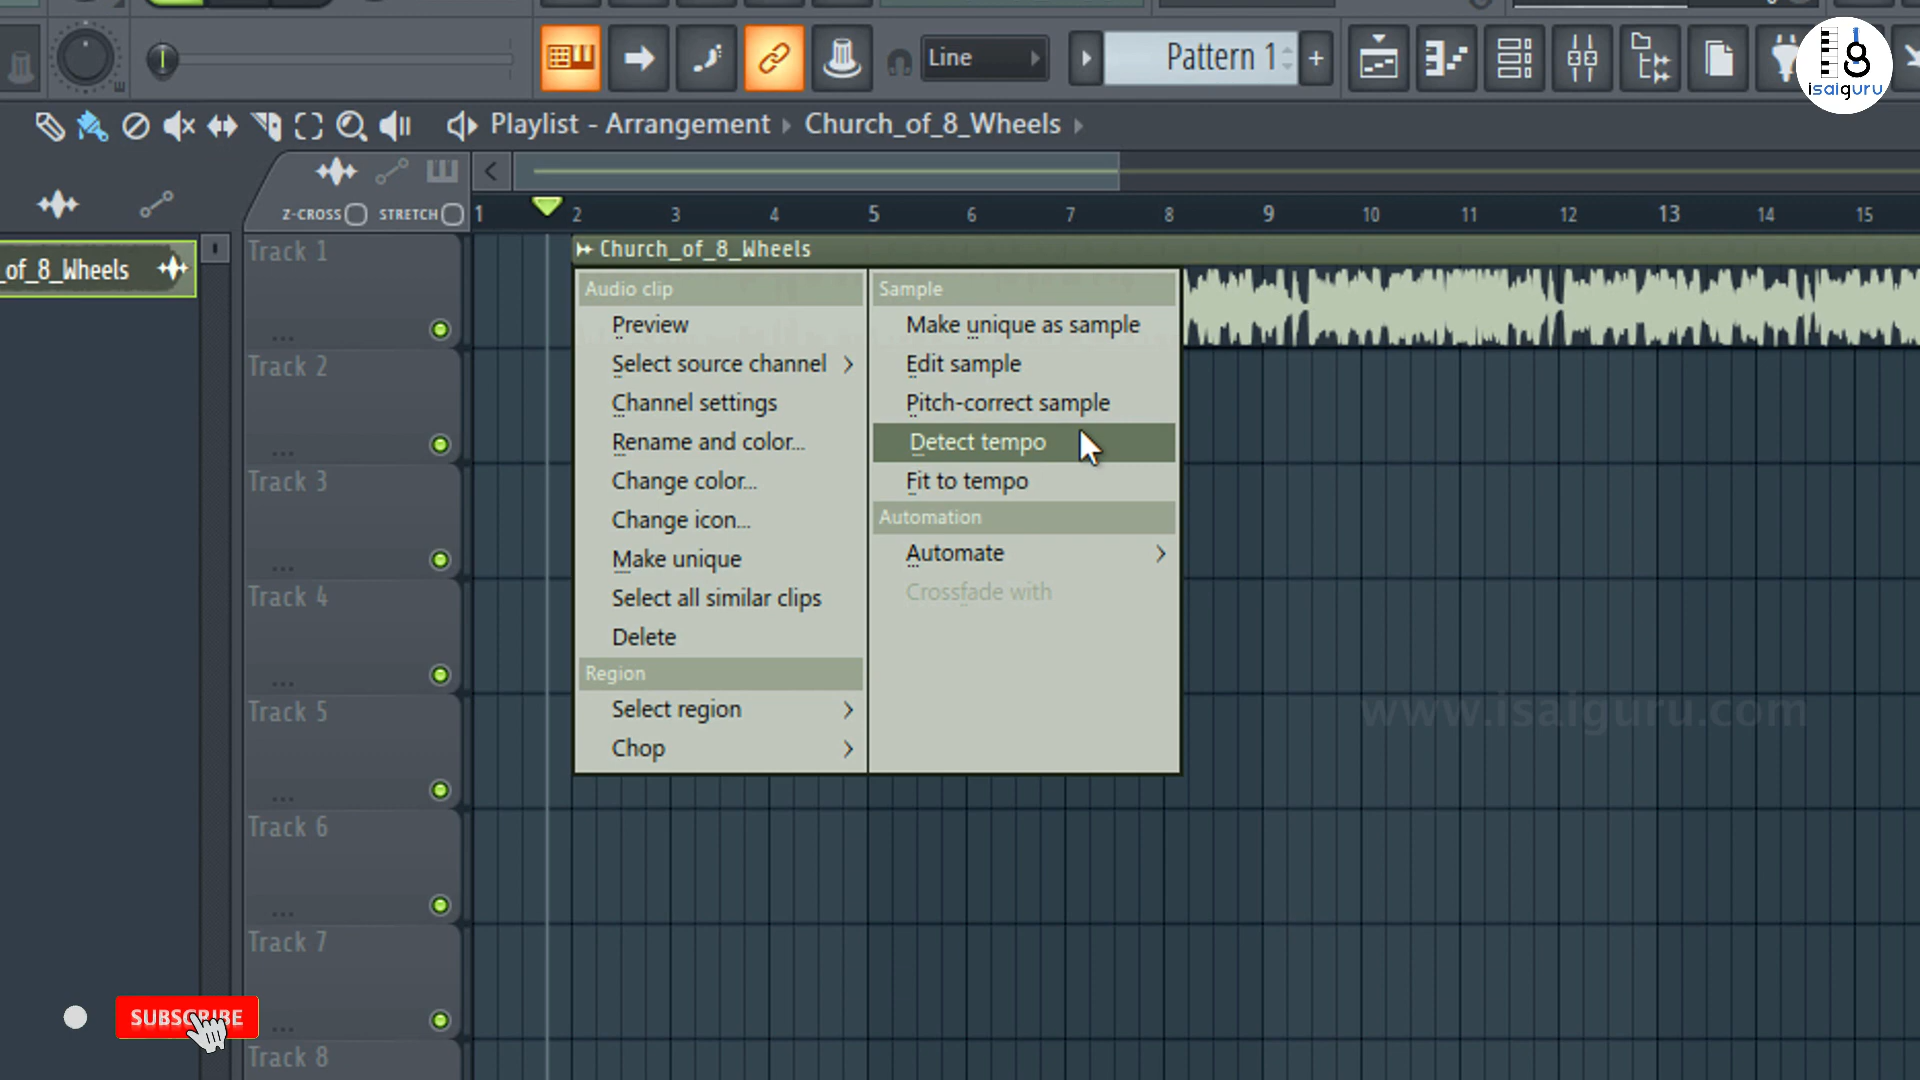 Line
Pattern 1
isaiguru
Playlist - Arrangement
Church_of_8_Wheels
Z-CROSS
STRETCH
1 2 3 4 5 6 7 8 9 10 11 12 13 14 15
_of_8_Wheels
Track 1
Church_of_8_Wheels
Audio clip
Preview
Select source channel
Channel settings
Rename and color...
Change color...
Change icon...
Make unique
Select all similar clips
Delete
Region
Select region
Chop
Sample
Make unique as sample
Edit sample
Pitch-correct sample
Detect tempo
Fit to tempo
Automation
Automate
Crossfade with
Track 2
Track 3
Track 4
Track 5
Track 6
Track 7
Track 8
www.isaiguru.com
SUBSCRIBE